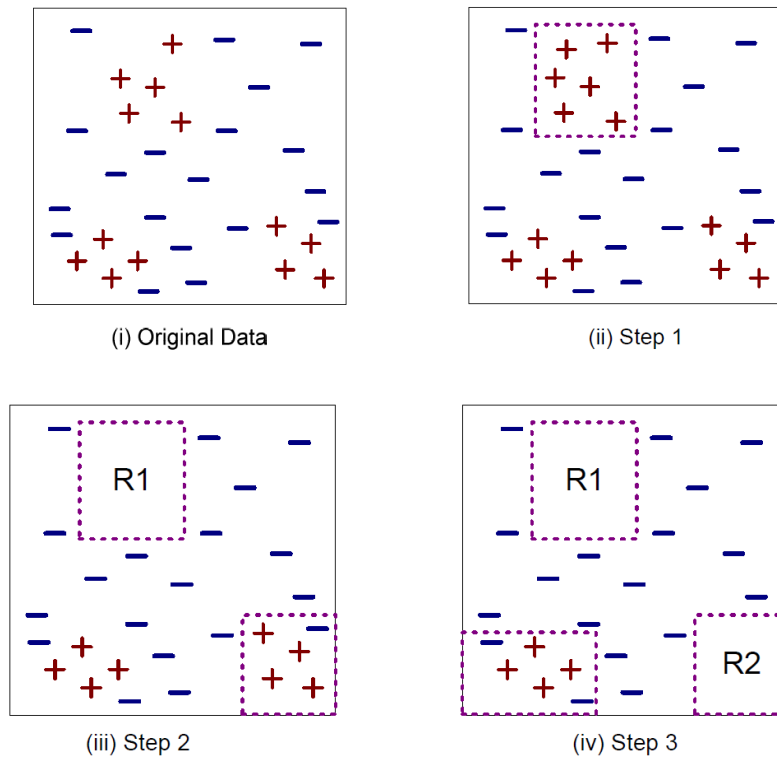 (i) Original Data
(ii) Step 1
R1
(iii) Step 2
R1
R2
(iv) Step 3